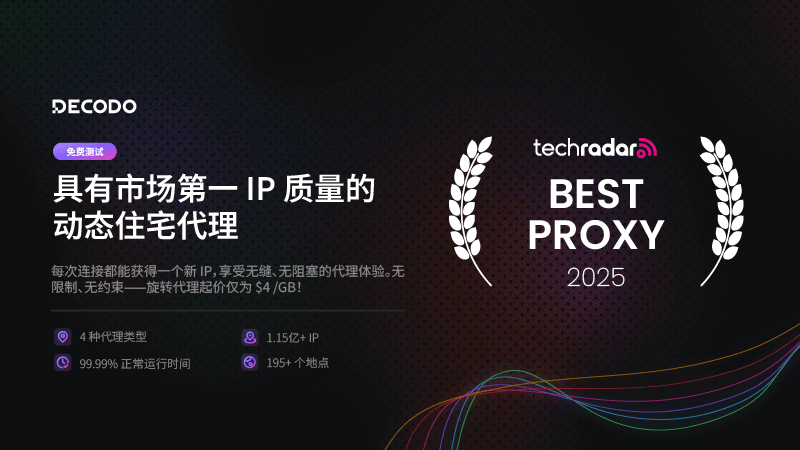 DECODO
免费测试
具有市场第一 IP 质量的
动态住宅代理
每次连接都能获得一个新 IP，享受无缝、无阻塞的代理体验。无
限制、无约束——旋转代理起价仅为 $4 /GB！
4 种代理类型
1.15亿+ IP
99.99% 正常运行时间
195+ 个地点
techradar
BEST
PROXY
2025